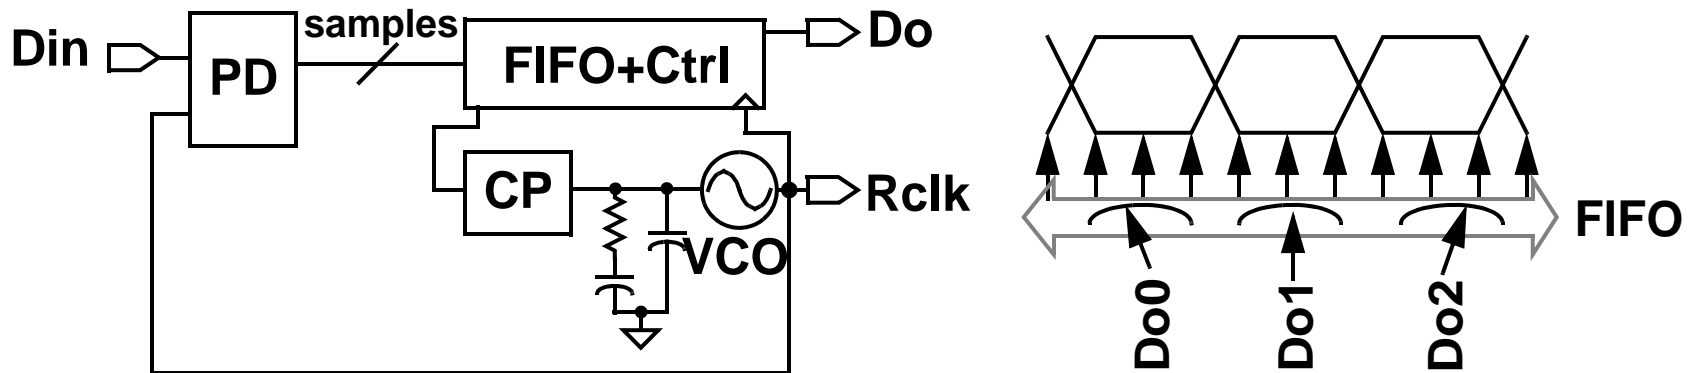 samples
Din
PD
FIFO+Ctrl
Do
CP
VCO
Rclk
FIFO
Do0
Do1
Do2